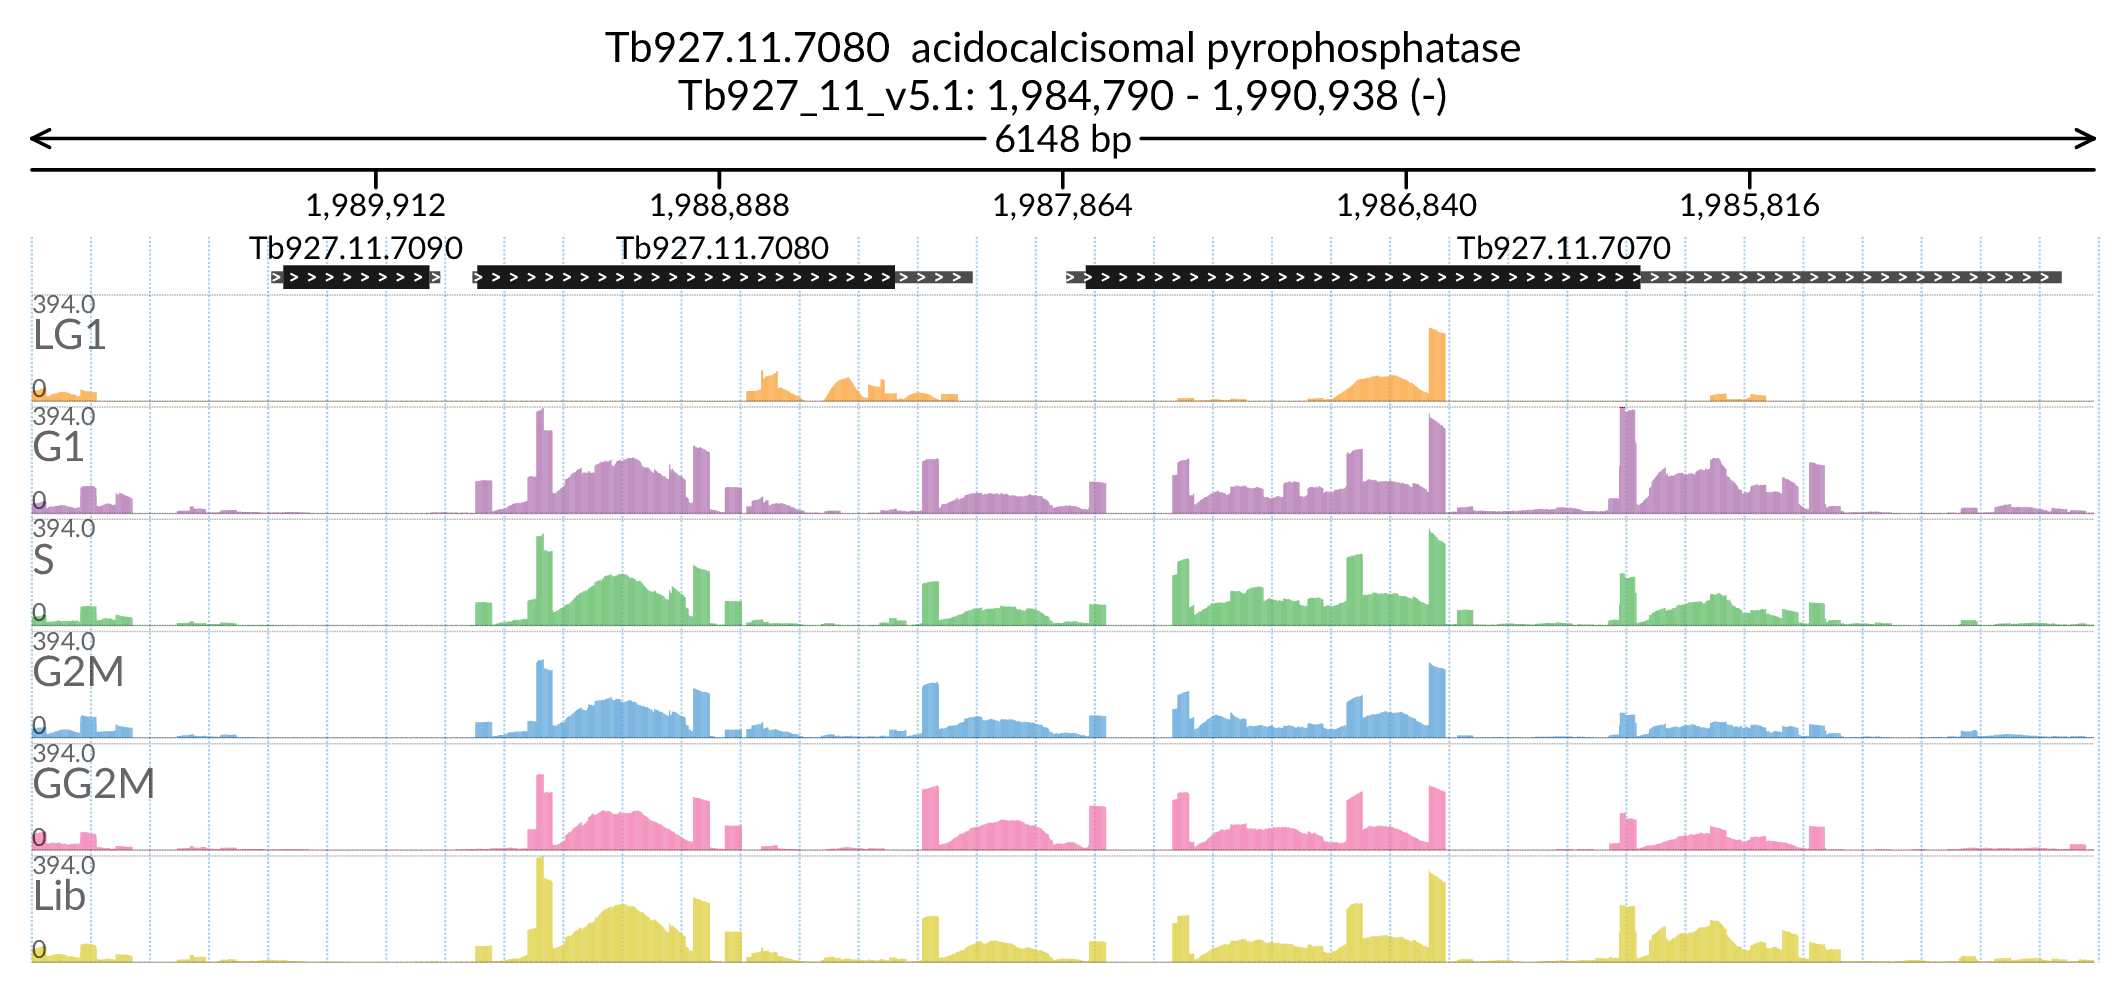 Tb927.11.7080 acidocalcisomal pyrophosphatase
Tb927_11_v5.1: 1,984,790 - 1,990,938 (-)
6148 bp
1,989,912 1,988,888 1,987,864 1,986,840 1,985,816
Tb927.11.7090 Tb927.11.7080 Tb927.11.7070
394.0
LG1
0
394.0
G1
0
394.0
S
0
394.0
G2M
0
394.0
GG2M
0
394.0
Lib
0